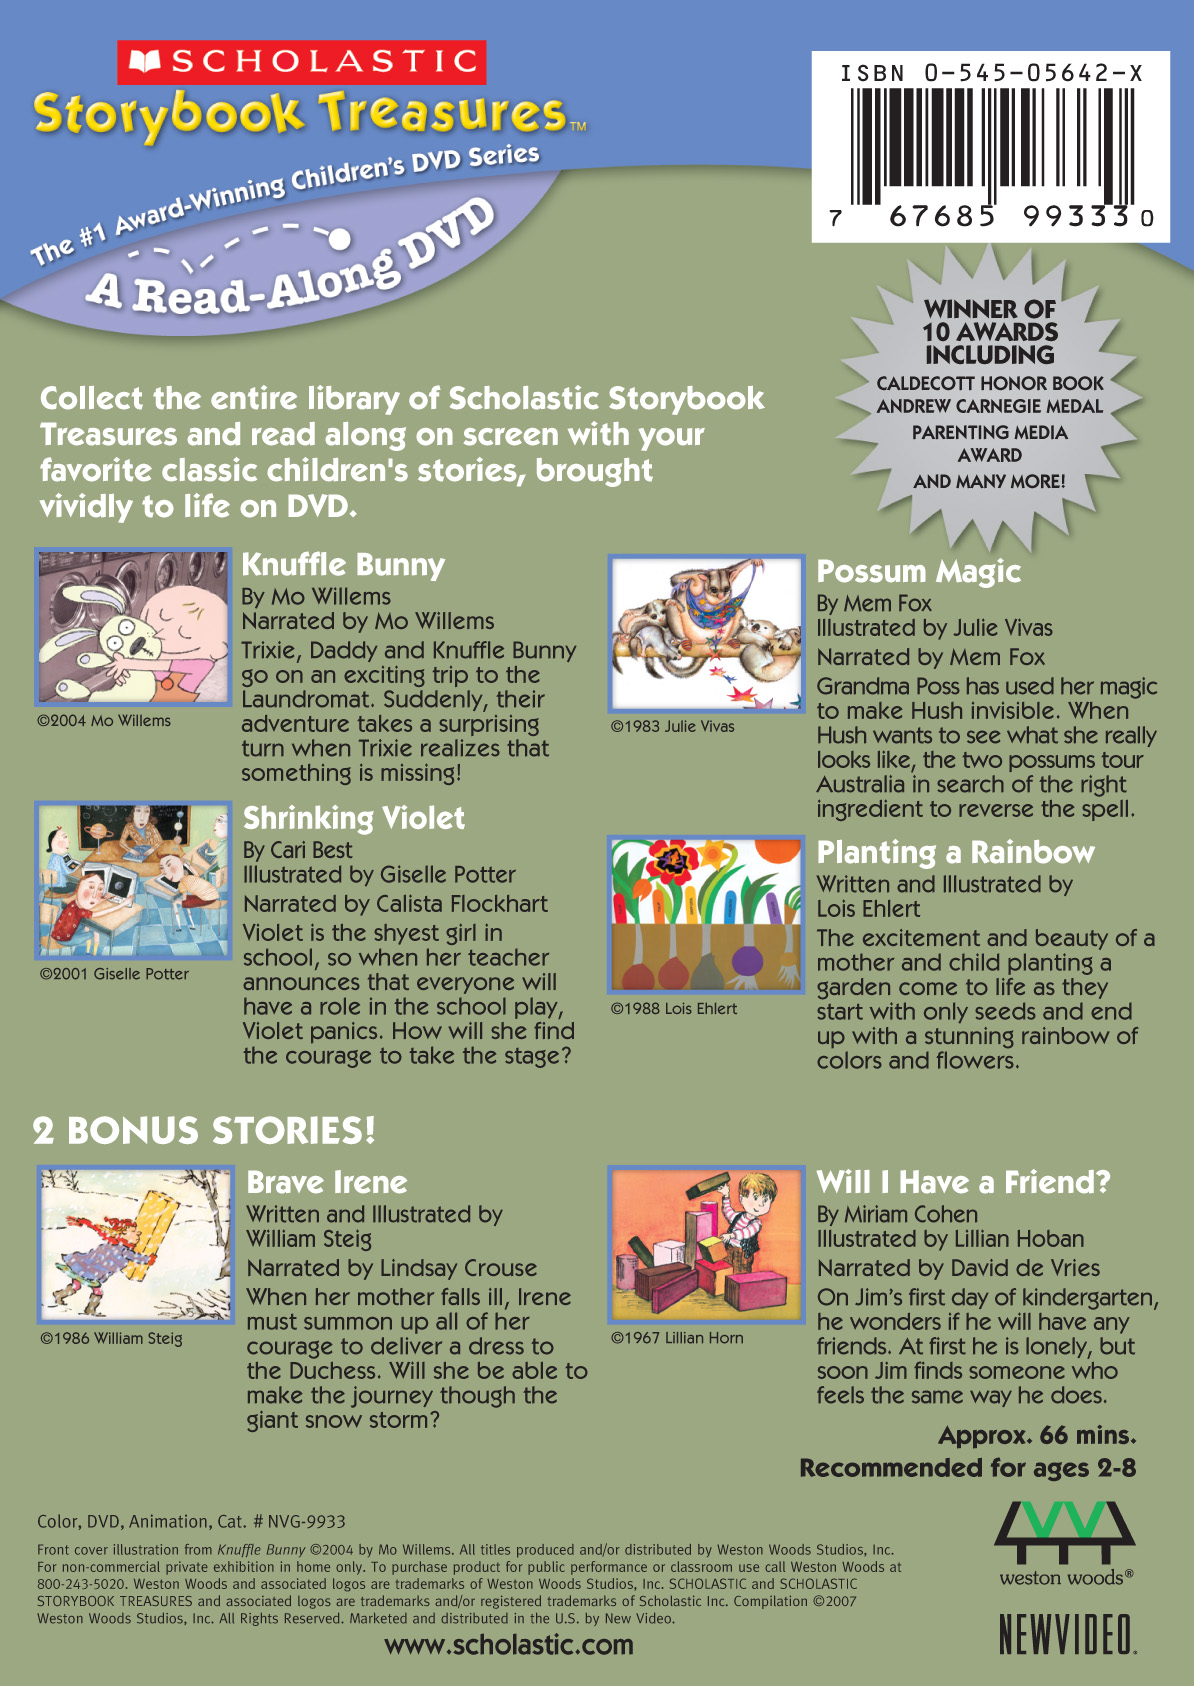 SCHOLASTIC
Storybook Treasures™
The #1 Award-Winning Children's DVD Series
A Read-Along DVD
ISBN 0-545-05642-X
7 67685 99333 0
WINNER OF
10 AWARDS
INCLUDING
CALDECOTT HONOR BOOK
ANDREW CARNEGIE MEDAL
PARENTING MEDIA
AWARD
AND MANY MORE!
Collect the entire library of Scholastic Storybook
Treasures and read along on screen with your
favorite classic children's stories, brought
vividly to life on DVD.
Knuffle Bunny
By Mo Willems
Narrated by Mo Willems
Trixie, Daddy and Knuffle Bunny
go on an exciting trip to the
Laundromat. Suddenly, their
adventure takes a surprising
turn when Trixie realizes that
something is missing!
©2004 Mo Willems
Shrinking Violet
By Cari Best
Illustrated by Giselle Potter
Narrated by Calista Flockhart
Violet is the shyest girl in
school, so when her teacher
announces that everyone will
have a role in the school play,
Violet panics. How will she find
the courage to take the stage?
©2001 Giselle Potter
Possum Magic
By Mem Fox
Illustrated by Julie Vivas
Narrated by Mem Fox
Grandma Poss has used her magic
to make Hush invisible. When
Hush wants to see what she really
looks like, the two possums tour
Australia in search of the right
ingredient to reverse the spell.
©1983 Julie Vivas
Planting a Rainbow
Written and Illustrated by
Lois Ehlert
The excitement and beauty of a
mother and child planting a
garden come to life as they
start with only seeds and end
up with a stunning rainbow of
colors and flowers.
©1988 Lois Ehlert
2 BONUS STORIES!
Brave Irene
Written and Illustrated by
William Steig
Narrated by Lindsay Crouse
When her mother falls ill, Irene
must summon up all of her
courage to deliver a dress to
the Duchess. Will she be able to
make the journey though the
giant snow storm?
©1986 William Steig
Will I Have a Friend?
By Miriam Cohen
Illustrated by Lillian Hoban
Narrated by David de Vries
On Jim's first day of kindergarten,
he wonders if he will have any
friends. At first he is lonely, but
soon Jim finds someone who
feels the same way he does.
©1967 Lillian Horn
Approx. 66 mins.
Recommended for ages 2-8
Color, DVD, Animation, Cat. # NVG-9933
Front cover illustration from Knuffle Bunny ©2004 by Mo Willems. All titles produced and/or distributed by Weston Woods Studios, Inc.
For non-commercial private exhibition in home only. To purchase product for public performance or classroom use call Weston Woods at
800-243-5020. Weston Woods and associated logos are trademarks of Weston Woods Studios, Inc. SCHOLASTIC and SCHOLASTIC
STORYBOOK TREASURES and associated logos are trademarks and/or registered trademarks of Scholastic Inc. Compilation ©2007
Weston Woods Studios, Inc. All Rights Reserved. Marketed and distributed in the U.S. by New Video.
www.scholastic.com
weston woods®
NEWVIDEO.